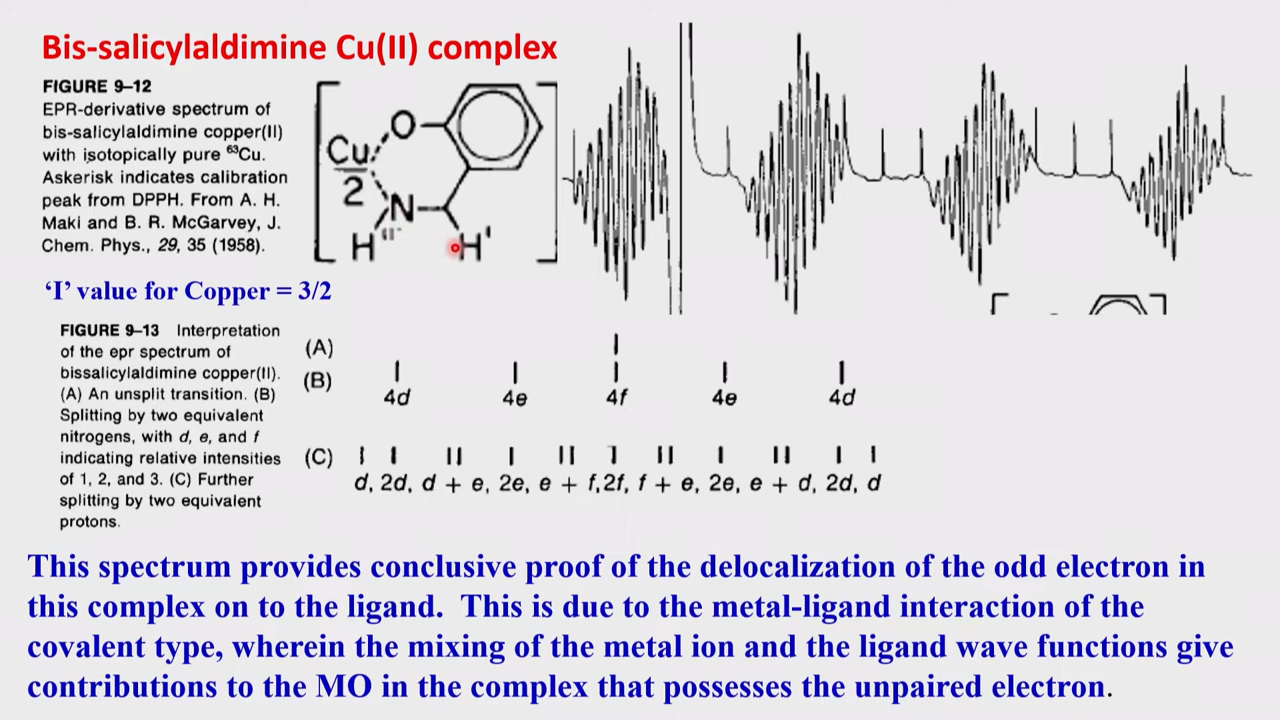 Bis-salicylaldimine Cu(II) complex
FIGURE 9–12
EPR-derivative spectrum of
bis-salicylaldimine copper(II)
with isotopically pure ⁶³Cu.
Askerisk indicates calibration
peak from DPPH. From A. H.
Maki and B. R. McGarvey, J.
Chem. Phys., 29, 35 (1958).
Cu
2
O
N
H"
H'
‘I’ value for Copper = 3/2
FIGURE 9–13 Interpretation
of the epr spectrum of
bissalicylaldimine copper(II).
(A) An unsplit transition. (B)
Splitting by two equivalent
nitrogens, with d, e, and f
indicating relative intensities
of 1, 2, and 3. (C) Further
splitting by two equivalent
protons.
(A)
(B)
4d 4e 4f 4e 4d
(C)
d, 2d, d + e, 2e, e + f,2f, f + e, 2e, e + d, 2d, d
This spectrum provides conclusive proof of the delocalization of the odd electron in
this complex on to the ligand. This is due to the metal-ligand interaction of the
covalent type, wherein the mixing of the metal ion and the ligand wave functions give
contributions to the MO in the complex that possesses the unpaired electron.